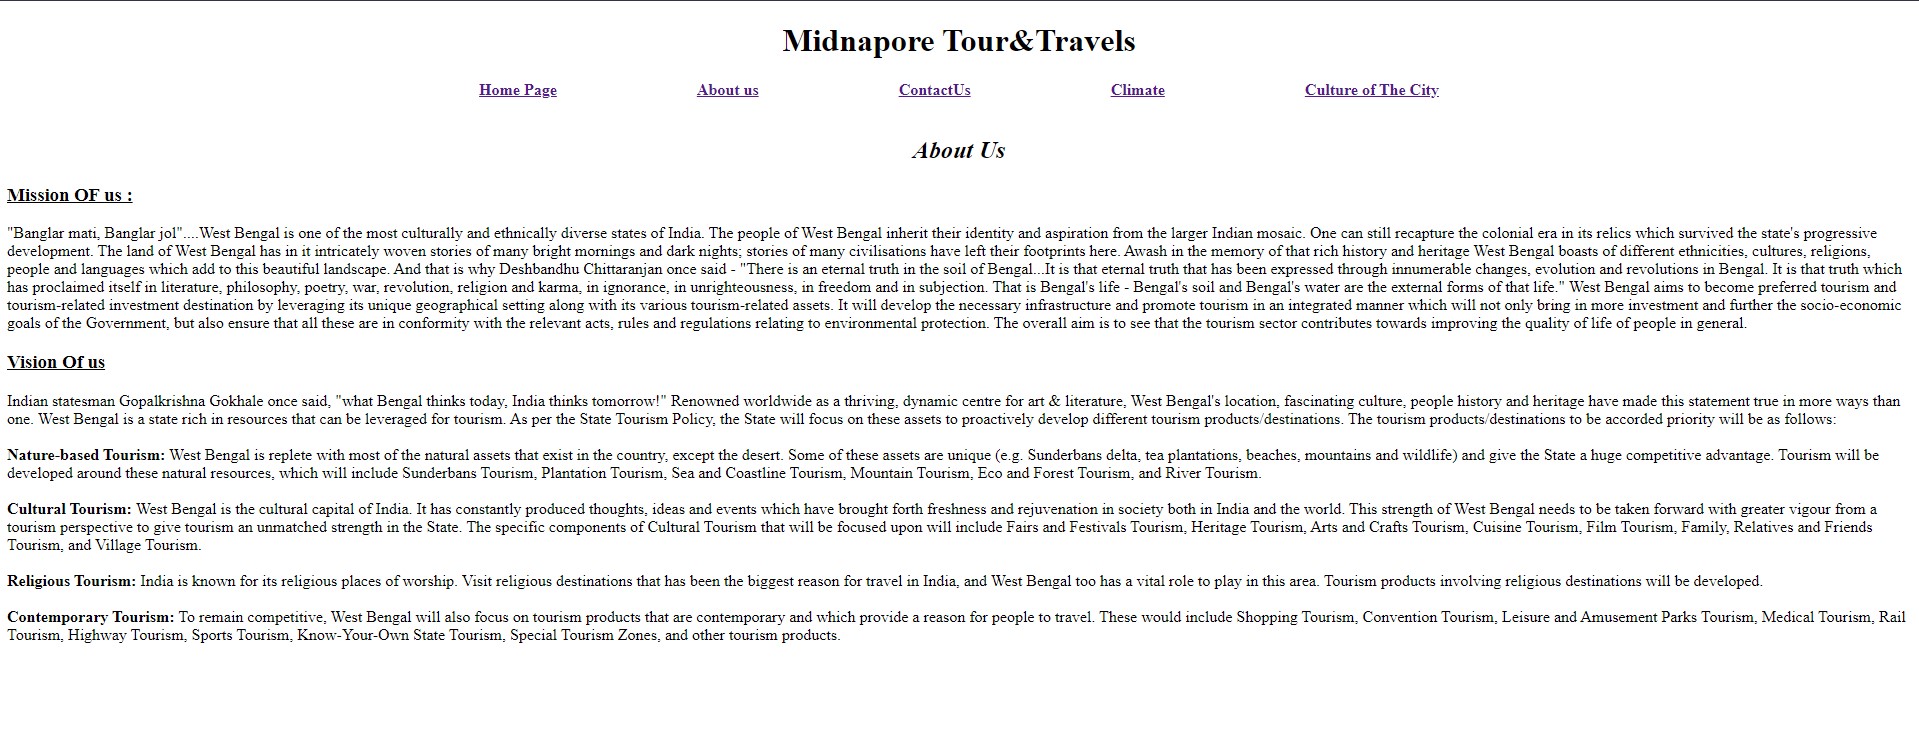 Midnapore Tour&Travels
Home Page About us ContactUs Climate Culture of The City
About Us
Mission OF us :
"Banglar mati, Banglar jol"....West Bengal is one of the most culturally and ethnically diverse states of India. The people of West Bengal inherit their identity and aspiration from the larger Indian mosaic. One can still recapture the colonial era in its relics which survived the state's progressive
development. The land of West Bengal has in it intricately woven stories of many bright mornings and dark nights; stories of many civilisations have left their footprints here. Awash in the memory of that rich history and heritage West Bengal boasts of different ethnicities, cultures, religions,
people and languages which add to this beautiful landscape. And that is why Deshbandhu Chittaranjan once said - "There is an eternal truth in the soil of Bengal...It is that eternal truth that has been expressed through innumerable changes, evolution and revolutions in Bengal. It is that truth which
has proclaimed itself in literature, philosophy, poetry, war, revolution, religion and karma, in ignorance, in unrighteousness, in freedom and in subjection. That is Bengal's life - Bengal's soil and Bengal's water are the external forms of that life." West Bengal aims to become preferred tourism and
tourism-related investment destination by leveraging its unique geographical setting along with its various tourism-related assets. It will develop the necessary infrastructure and promote tourism in an integrated manner which will not only bring in more investment and further the socio-economic
goals of the Government, but also ensure that all these are in conformity with the relevant acts, rules and regulations relating to environmental protection. The overall aim is to see that the tourism sector contributes towards improving the quality of life of people in general.
Vision Of us
Indian statesman Gopalkrishna Gokhale once said, "what Bengal thinks today, India thinks tomorrow!" Renowned worldwide as a thriving, dynamic centre for art & literature, West Bengal's location, fascinating culture, people history and heritage have made this statement true in more ways than
one. West Bengal is a state rich in resources that can be leveraged for tourism. As per the State Tourism Policy, the State will focus on these assets to proactively develop different tourism products/destinations. The tourism products/destinations to be accorded priority will be as follows:
Nature-based Tourism: West Bengal is replete with most of the natural assets that exist in the country, except the desert. Some of these assets are unique (e.g. Sunderbans delta, tea plantations, beaches, mountains and wildlife) and give the State a huge competitive advantage. Tourism will be
developed around these natural resources, which will include Sunderbans Tourism, Plantation Tourism, Sea and Coastline Tourism, Mountain Tourism, Eco and Forest Tourism, and River Tourism.
Cultural Tourism: West Bengal is the cultural capital of India. It has constantly produced thoughts, ideas and events which have brought forth freshness and rejuvenation in society both in India and the world. This strength of West Bengal needs to be taken forward with greater vigour from a
tourism perspective to give tourism an unmatched strength in the State. The specific components of Cultural Tourism that will be focused upon will include Fairs and Festivals Tourism, Heritage Tourism, Arts and Crafts Tourism, Cuisine Tourism, Film Tourism, Family, Relatives and Friends
Tourism, and Village Tourism.
Religious Tourism: India is known for its religious places of worship. Visit religious destinations that has been the biggest reason for travel in India, and West Bengal too has a vital role to play in this area. Tourism products involving religious destinations will be developed.
Contemporary Tourism: To remain competitive, West Bengal will also focus on tourism products that are contemporary and which provide a reason for people to travel. These would include Shopping Tourism, Convention Tourism, Leisure and Amusement Parks Tourism, Medical Tourism, Rail
Tourism, Highway Tourism, Sports Tourism, Know-Your-Own State Tourism, Special Tourism Zones, and other tourism products.